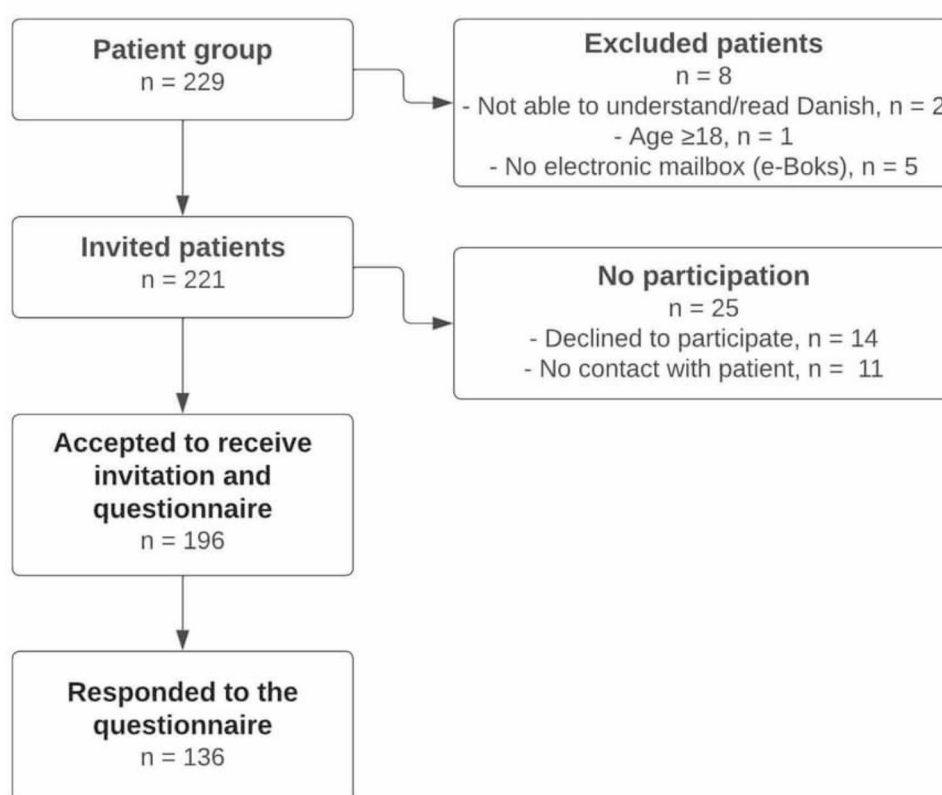 Patient group
n = 229
Excluded patients
n = 8
- Not able to understand/read Danish, n = 2
- Age ≥18, n = 1
- No electronic mailbox (e-Boks), n = 5
Invited patients
n = 221
No participation
n = 25
- Declined to participate, n = 14
- No contact with patient, n = 11
Accepted to receive
invitation and
questionnaire
n = 196
Responded to the
questionnaire
n = 136